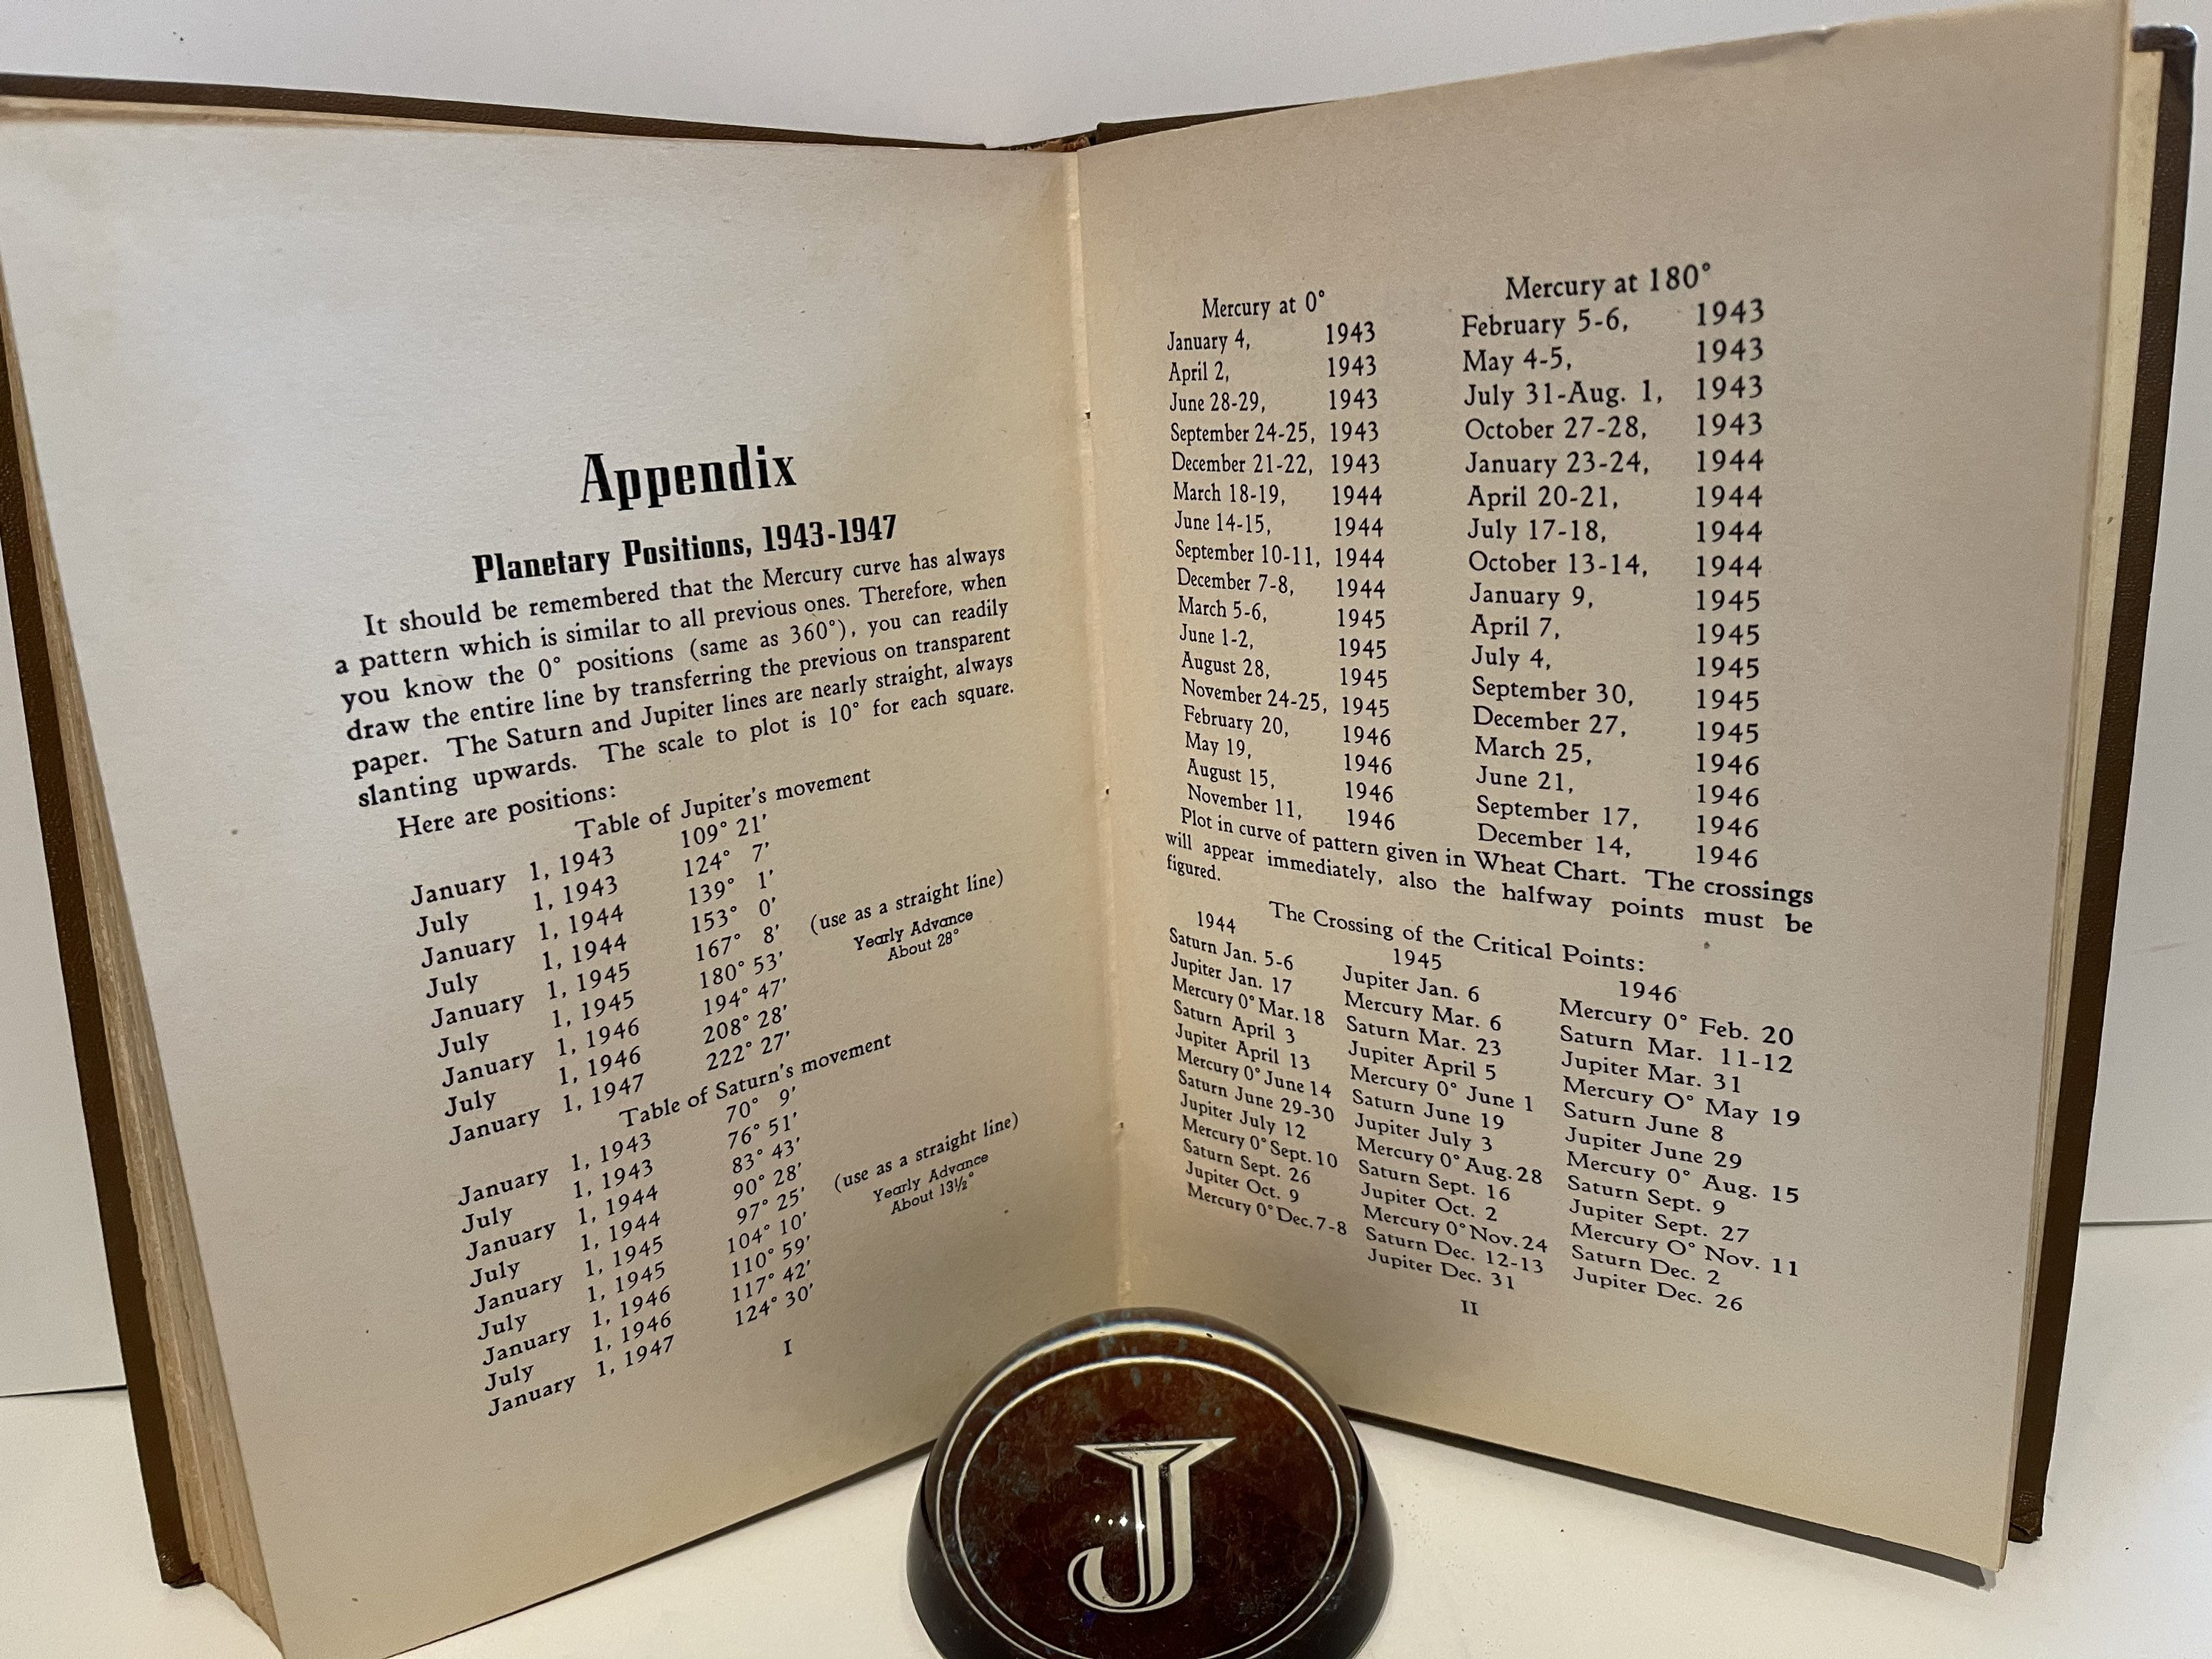 Appendix
Planetary Positions, 1943-1947
It should be remembered that the Mercury curve has always
a pattern which is similar to all previous ones. Therefore, when
you know the 0° positions (same as 360°), you can readily
draw the entire line by transferring the previous on transparent
paper. The Saturn and Jupiter lines are nearly straight, always
slanting upwards. The scale to plot is 10° for each square.
Here are positions:
Table of Jupiter's movement
January 1, 1943 109° 21'
July 1, 1943 124° 7'
January 1, 1944 139° 1'
July 1, 1944 153° 0'
January 1, 1945 167° 8'
July 1, 1945 180° 53'
January 1, 1946 194° 47'
July 1, 1946 208° 28'
January 1, 1947 222° 27'
(use as a straight line)
Yearly Advance
About 28°
Table of Saturn's movement
January 1, 1943 70° 9'
July 1, 1943 76° 51'
January 1, 1944 83° 43'
July 1, 1944 90° 28'
January 1, 1945 97° 25'
July 1, 1945 104° 10'
January 1, 1946 110° 59'
July 1, 1946 117° 42'
January 1, 1947 124° 30'
(use as a straight line)
Yearly Advance
About 13½°
I
Mercury at 0°
January 4, 1943
April 2, 1943
June 28-29, 1943
September 24-25, 1943
December 21-22, 1943
March 18-19, 1944
June 14-15, 1944
September 10-11, 1944
December 7-8, 1944
March 5-6, 1945
June 1-2, 1945
August 28, 1945
November 24-25, 1945
February 20, 1946
May 19, 1946
August 15, 1946
November 11, 1946
Mercury at 180°
February 5-6, 1943
May 4-5, 1943
July 31-Aug. 1, 1943
October 27-28, 1943
January 23-24, 1944
April 20-21, 1944
July 17-18, 1944
October 13-14, 1944
January 9, 1945
April 7, 1945
July 4, 1945
September 30, 1945
December 27, 1945
March 25, 1946
June 21, 1946
September 17, 1946
December 14, 1946
Plot in curve of pattern given in Wheat Chart. The crossings
will appear immediately, also the halfway points must be
figured.
The Crossing of the Critical Points:
1944
Saturn Jan. 5-6
Jupiter Jan. 17
Mercury 0° Mar. 18
Saturn April 3
Jupiter April 13
Mercury 0° June 14
Saturn June 29-30
Jupiter July 12
Mercury 0° Sept. 10
Saturn Sept. 26
Jupiter Oct. 9
Mercury 0° Dec. 7-8
1945
Jupiter Jan. 6
Mercury Mar. 6
Saturn Mar. 23
Jupiter April 5
Mercury 0° June 1
Saturn June 19
Jupiter July 3
Mercury 0° Aug. 28
Saturn Sept. 16
Jupiter Oct. 2
Mercury 0° Nov. 24
Saturn Dec. 12-13
Jupiter Dec. 31
1946
Mercury 0° Feb. 20
Saturn Mar. 11-12
Jupiter Mar. 31
Mercury O° May 19
Saturn June 8
Jupiter June 29
Mercury 0° Aug. 15
Saturn Sept. 9
Jupiter Sept. 27
Mercury O° Nov. 11
Saturn Dec. 2
Jupiter Dec. 26
II
J